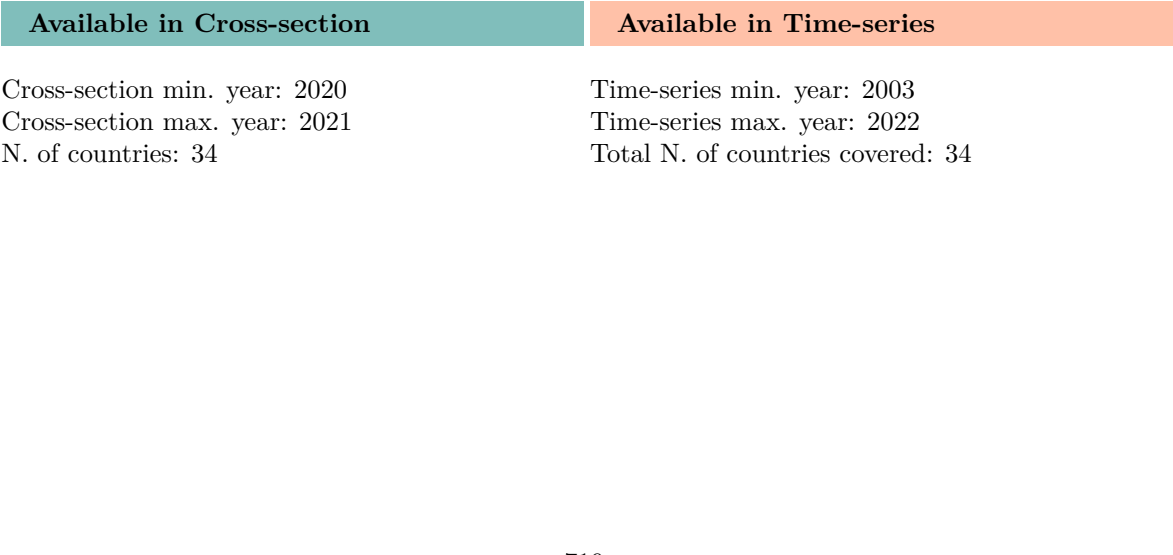 Available in Cross-section
Cross-section min. year: 2020
Cross-section max. year: 2021
N. of countries: 34
Available in Time-series
Time-series min. year: 2003
Time-series max. year: 2022
Total N. of countries covered: 34